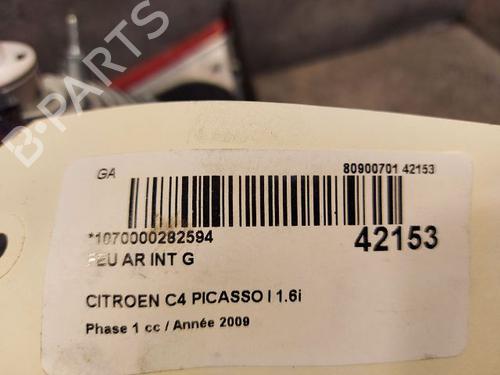 B-PARTS
GA
80900701 42153
*1070000282594
42153
FEU AR INT G
CITROEN C4 PICASSO I 1.6i
Phase 1 cc / Année 2009